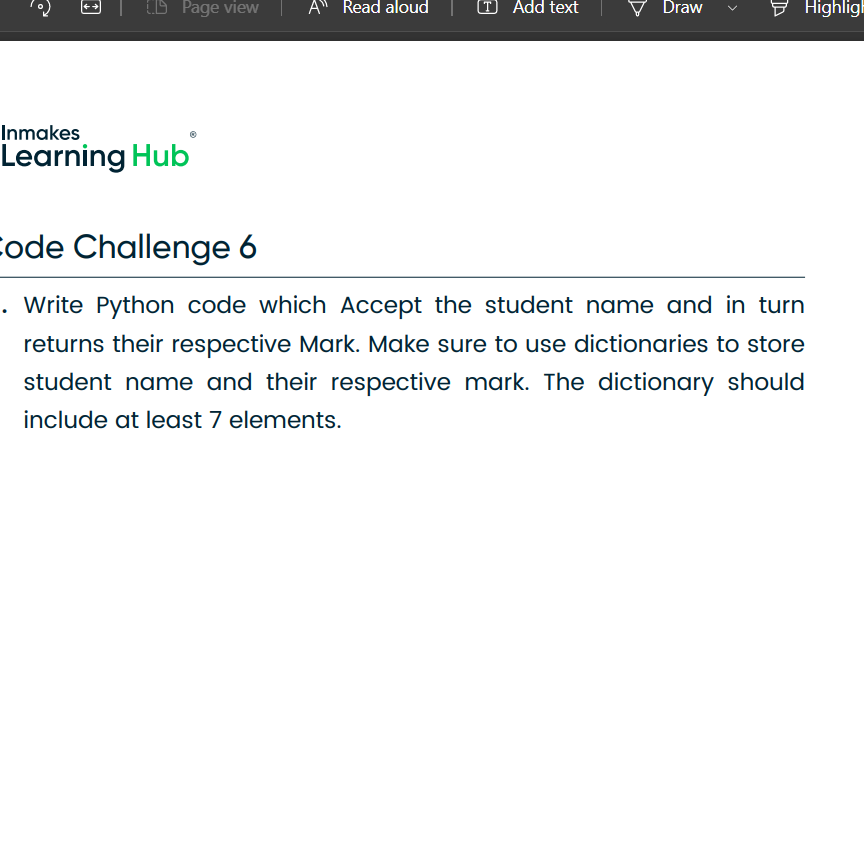 Page view
Read aloud
Add text
Draw
Inmakes
Learning Hub®
Code Challenge 6
. Write Python code which Accept the student name and in turn
returns their respective Mark. Make sure to use dictionaries to store
student name and their respective mark. The dictionary should
include at least 7 elements.